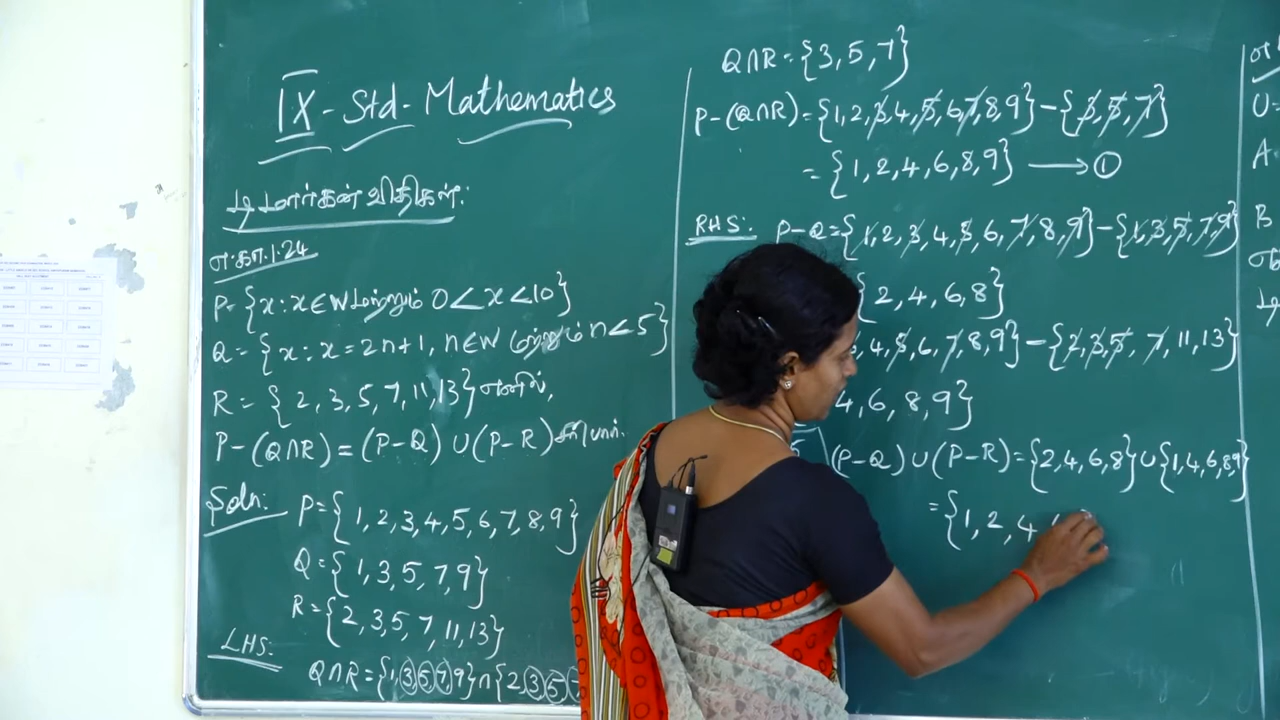 IX - Std - Mathematics
டி மார்கன் விதிகள்:
எ.கா.1.24
P = {x : x ∈ W மற்றும் 0 < x < 10}
Q = {x : x = 2n+1, n ∈ W மற்றும் n < 5}
R = {2, 3, 5, 7, 11, 13} எனில்,
P - (Q∩R) = (P-Q) ∪ (P-R) சரிபார்.
Soln: P = {1, 2, 3, 4, 5, 6, 7, 8, 9}
Q = {1, 3, 5, 7, 9}
R = {2, 3, 5, 7, 11, 13}
LHS:
Q∩R = {1, 3, 5, 7, 9} ∩ {2, 3, 5,
Q∩R = {3, 5, 7}
P-(Q∩R) = {1, 2, 3, 4, 5, 6, 7, 8, 9} - {3, 5, 7}
= {1, 2, 4, 6, 8, 9} ⟶ ①
RHS: P-Q = {1, 2, 3, 4, 5, 6, 7, 8, 9} - {1, 3, 5, 7, 9}
{2, 4, 6, 8}
, 4, 5, 6, 7, 8, 9} - {2, 3, 5, 7, 11, 13}
4, 6, 8, 9}
(P-Q) ∪ (P-R) = {2, 4, 6, 8} ∪ {1, 4, 6, 8, 9}
= {1, 2, 4
U =
A =
B